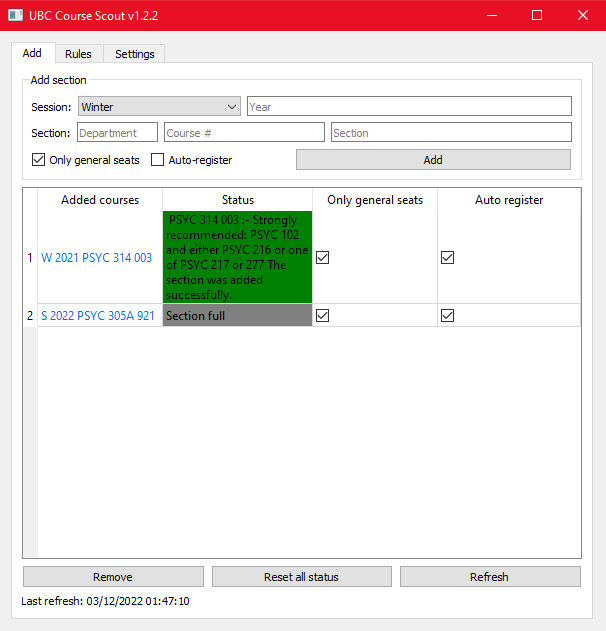 UBC Course Scout v1.2.2
Add Rules Settings
Add section
Session: Winter Year
Section: Department Course # Section
Only general seats Auto-register Add
Added courses Status Only general seats Auto register
1 W 2021 PSYC 314 003
PSYC 314 003 :- Strongly
recommended: PSYC 102
and either PSYC 216 or one
of PSYC 217 or 277 The
section was added
successfully.
2 S 2022 PSYC 305A 921 Section full
Remove Reset all status Refresh
Last refresh: 03/12/2022 01:47:10